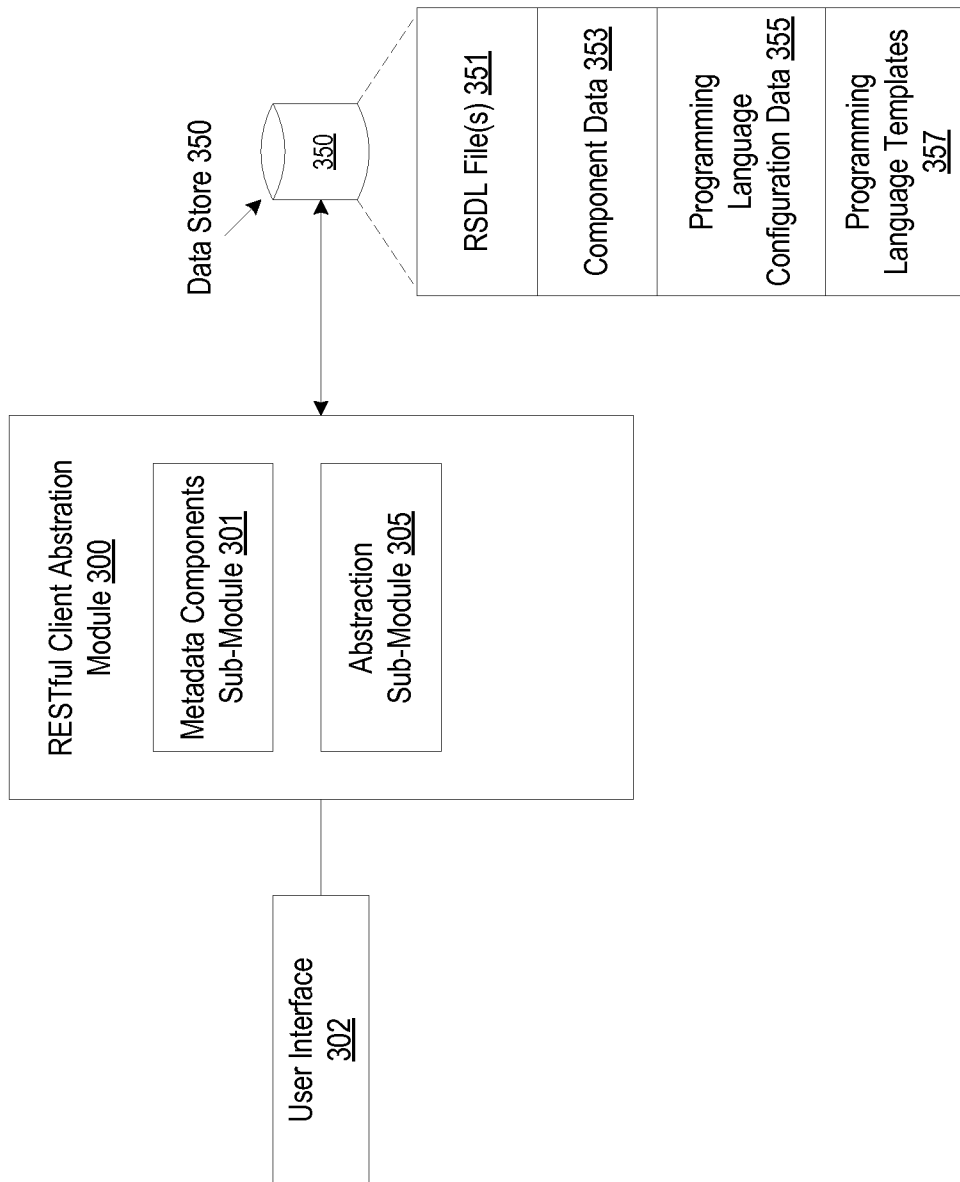 User Interface
302
RESTful Client Abstration
Module 300
Metadata Components
Sub-Module 301
Abstraction
Sub-Module 305
Data Store 350
350
RSDL File(s) 351
Component Data 353
Programming
Language
Configuration Data 355
Programming
Language Templates
357